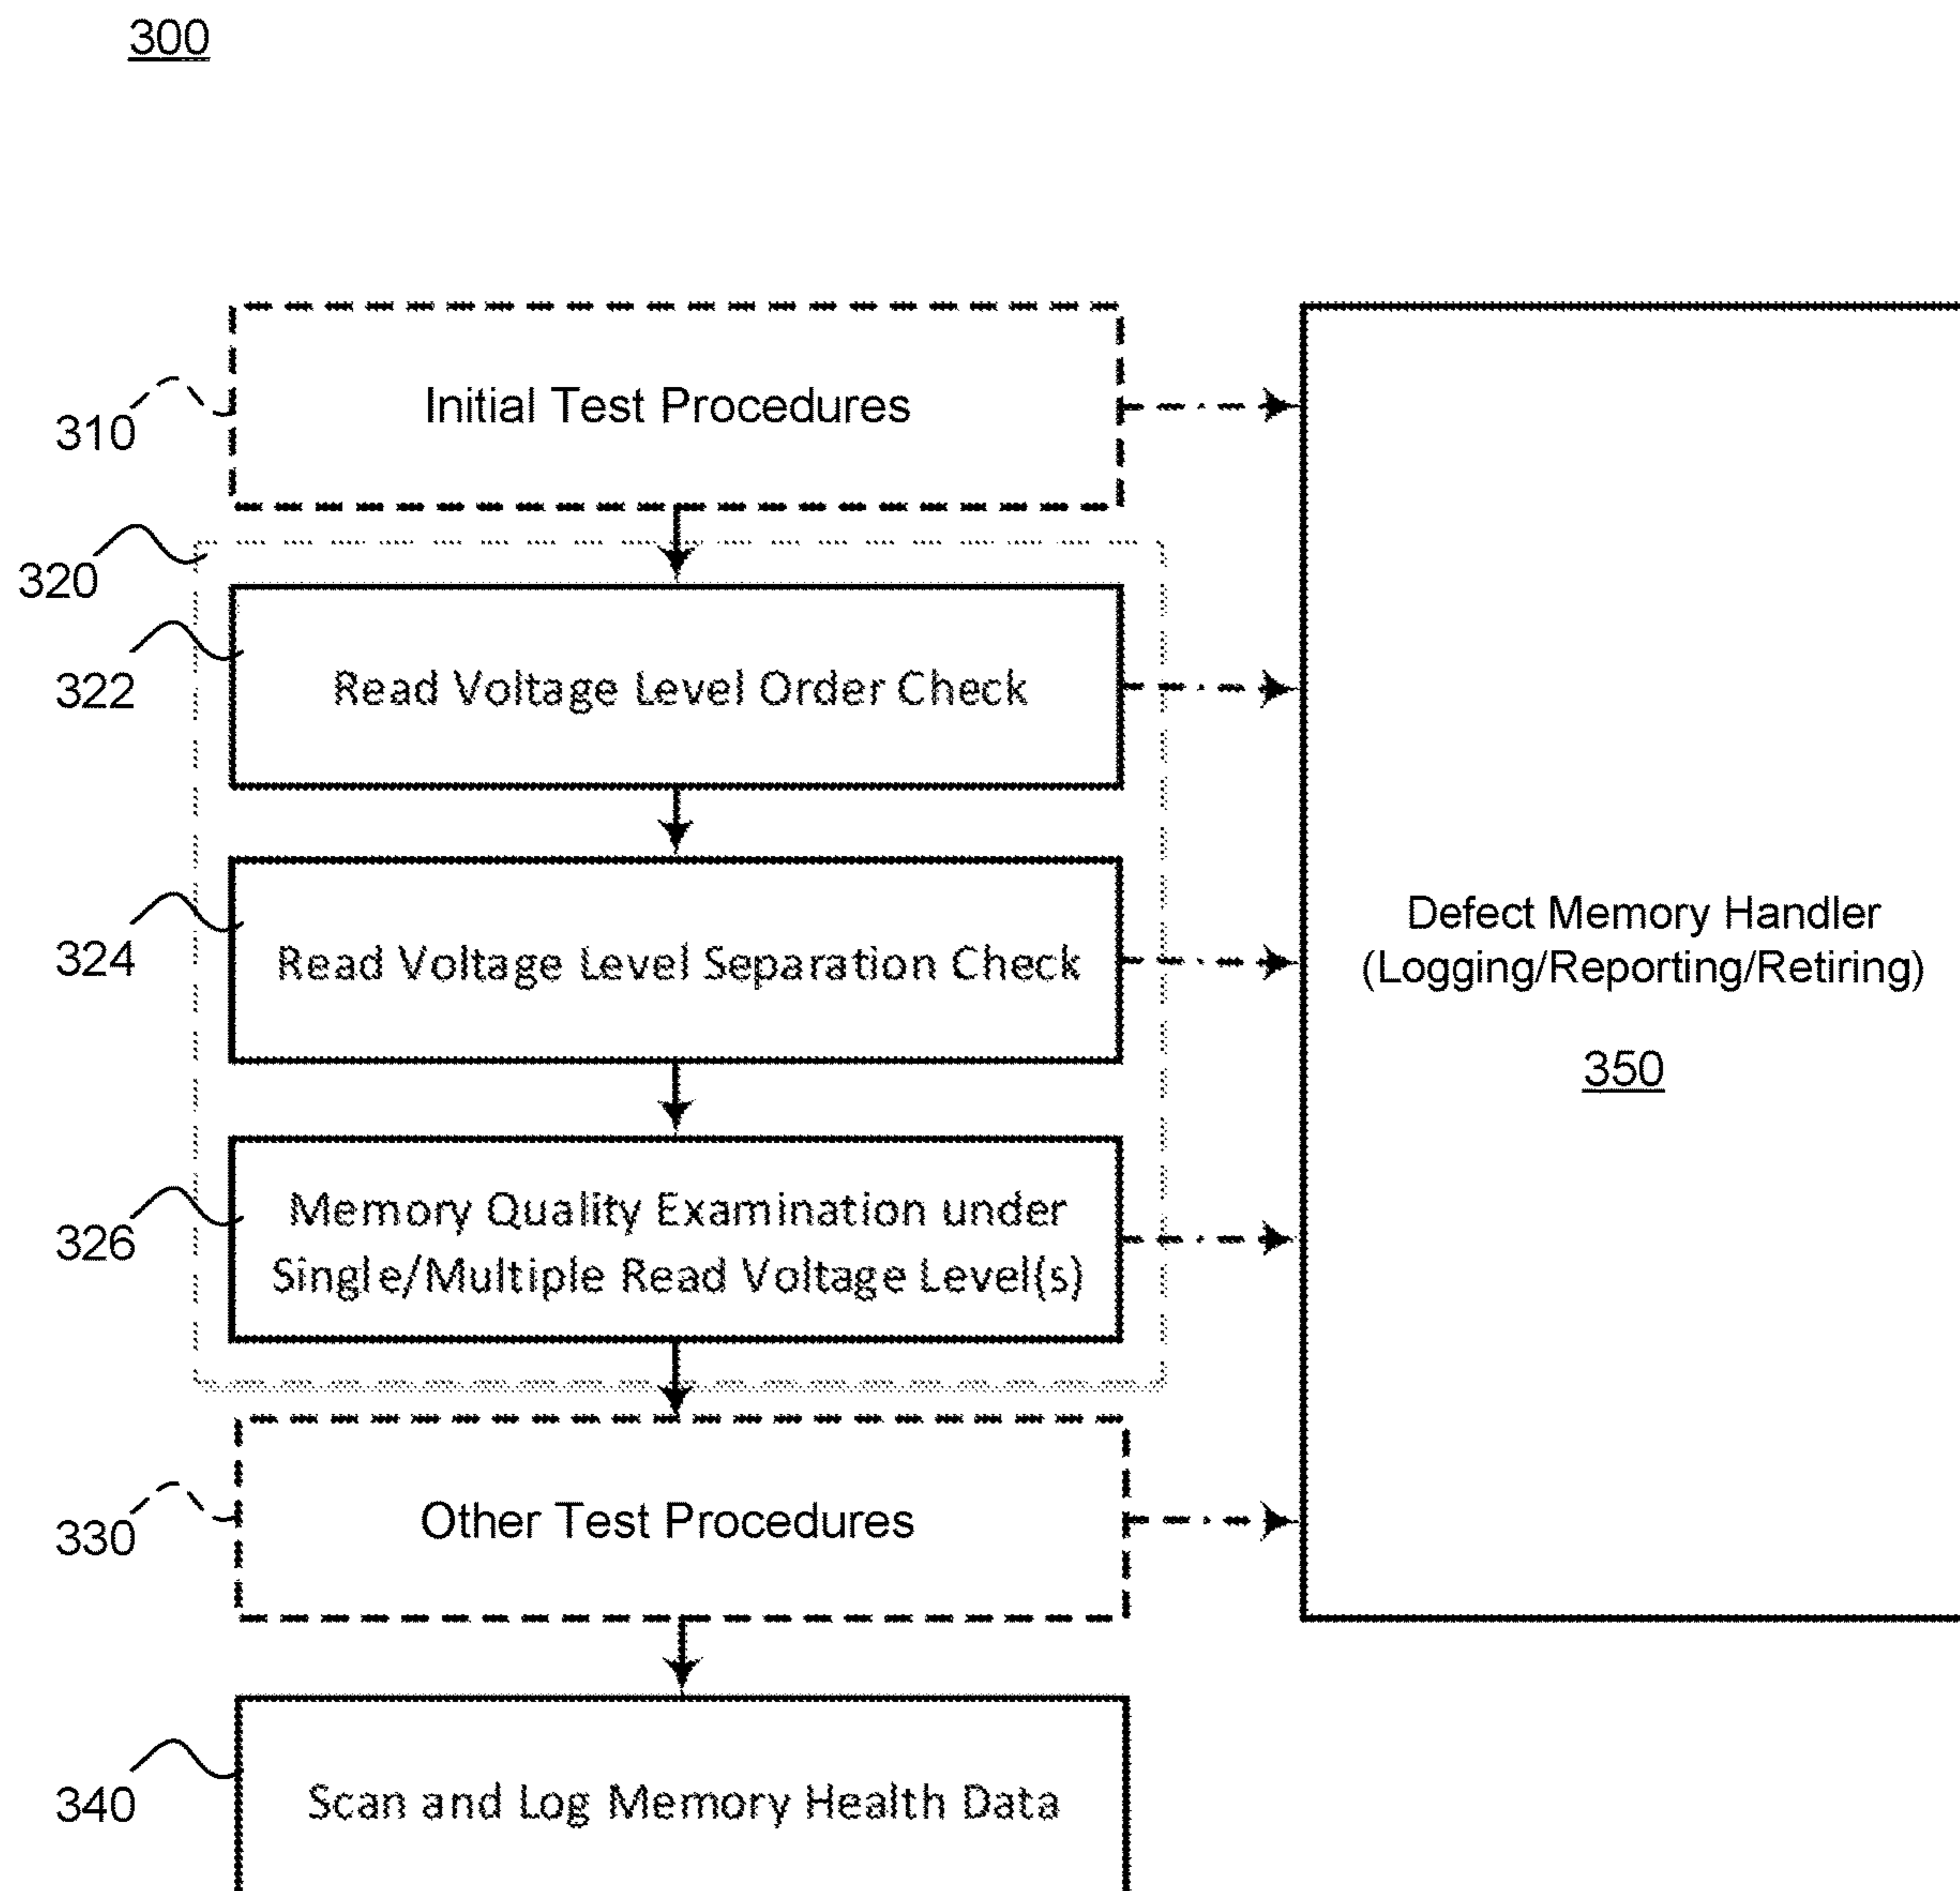 300
310
Initial Test Procedures
320
322
Read Voltage Level Order Check
324
Read Voltage Level Separation Check
326
Memory Quality Examination under
Single/Multiple Read Voltage Level(s)
330
Other Test Procedures
340
Scan and Log Memory Health Data
Defect Memory Handler
(Logging/Reporting/Retiring)
350